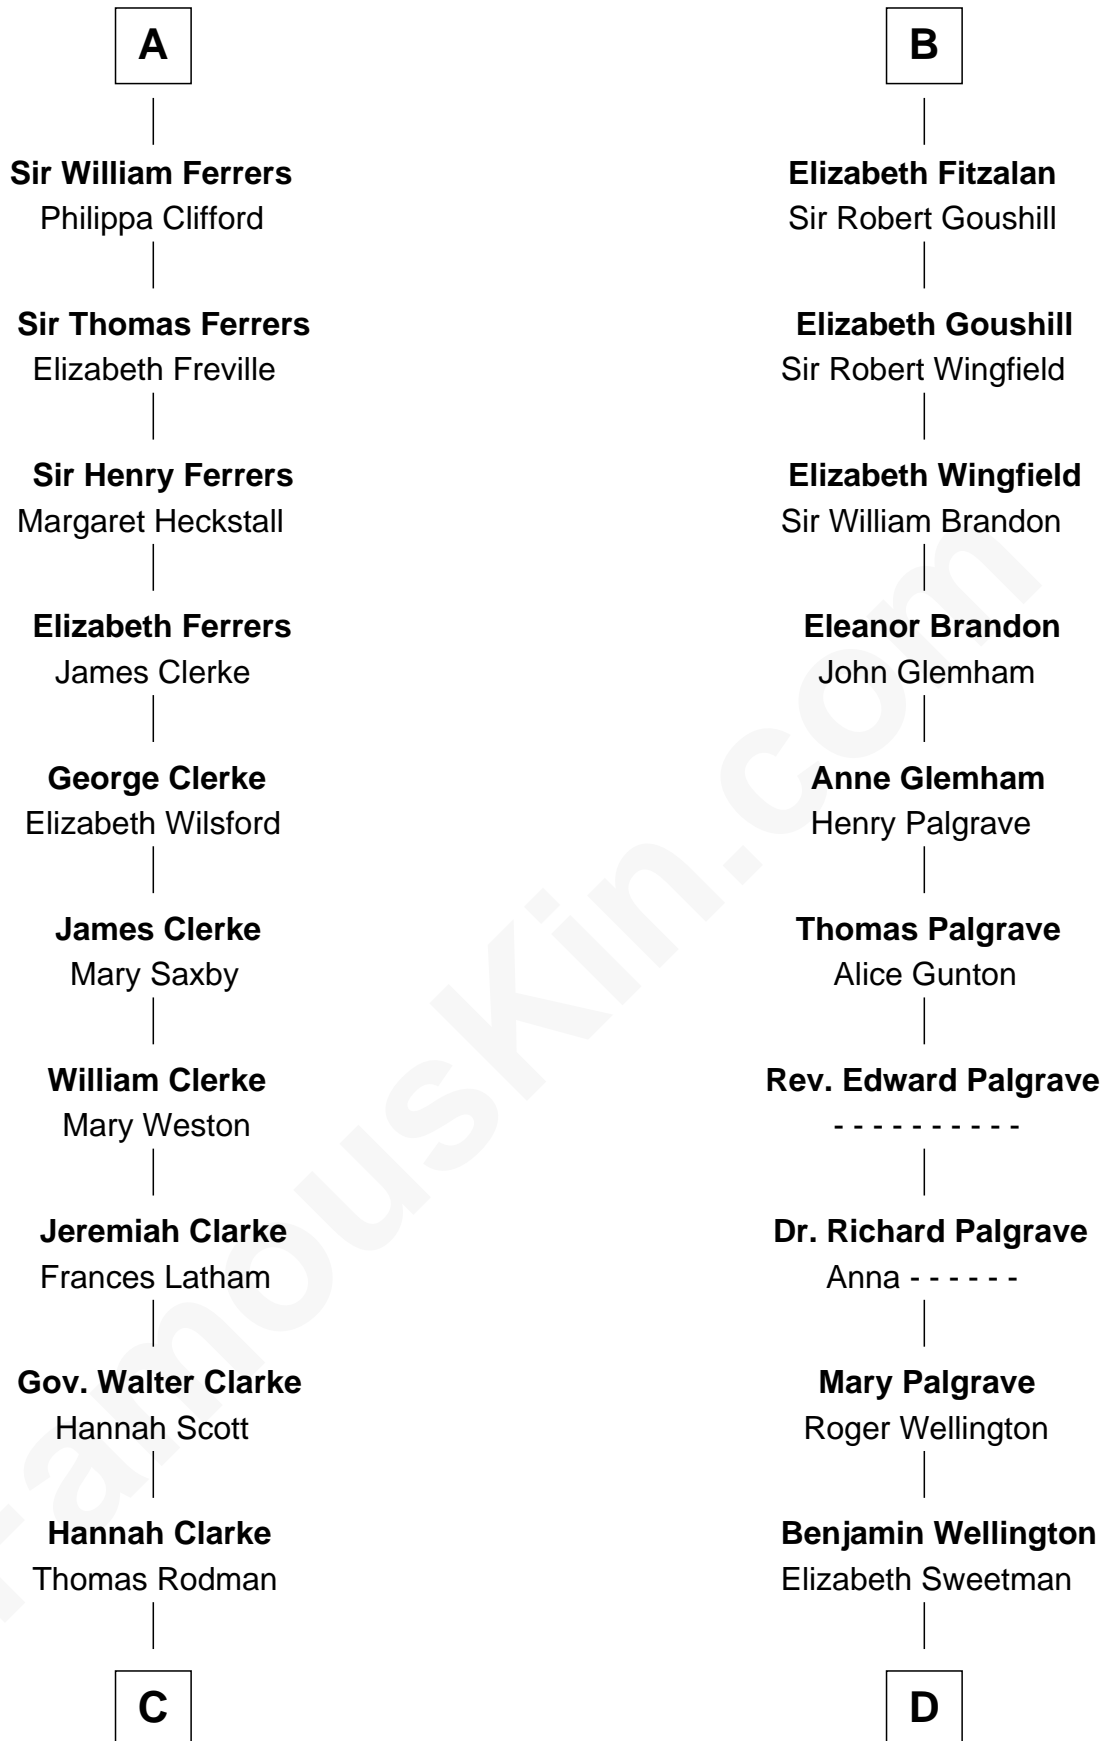 A
Sir William Ferrers
Philippa Clifford
Sir Thomas Ferrers
Elizabeth Freville
Sir Henry Ferrers
Margaret Heckstall
Elizabeth Ferrers
James Clerke
George Clerke
Elizabeth Wilsford
James Clerke
Mary Saxby
William Clerke
Mary Weston
Jeremiah Clarke
Frances Latham
Gov. Walter Clarke
Hannah Scott
Hannah Clarke
Thomas Rodman
C
B
Elizabeth Fitzalan
Sir Robert Goushill
Elizabeth Goushill
Sir Robert Wingfield
Elizabeth Wingfield
Sir William Brandon
Eleanor Brandon
John Glemham
Anne Glemham
Henry Palgrave
Thomas Palgrave
Alice Gunton
Rev. Edward Palgrave
- - - - - - - - - -
Dr. Richard Palgrave
Anna - - - - - -
Mary Palgrave
Roger Wellington
Benjamin Wellington
Elizabeth Sweetman
D
FamousKin.com